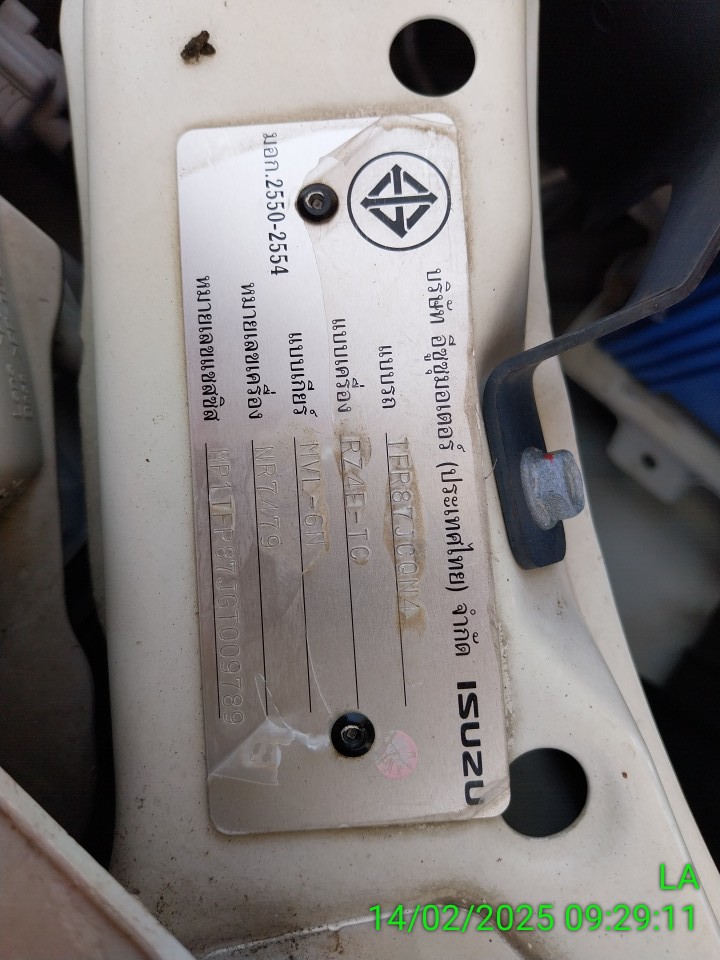 มอก.2550-2554
บริษัท อีซูซุมอเตอร์ (ประเทศไทย) จำกัด ISUZU
แบบรถ TFR87JCQN4
แบบเครื่อง RZ4E-TC
แบบเกียร์ MVL-6N
หมายเลขเครื่อง NR7479
หมายเลขแชสซีส์ MP1TFR87JGT009789
LA
14/02/2025 09:29:11